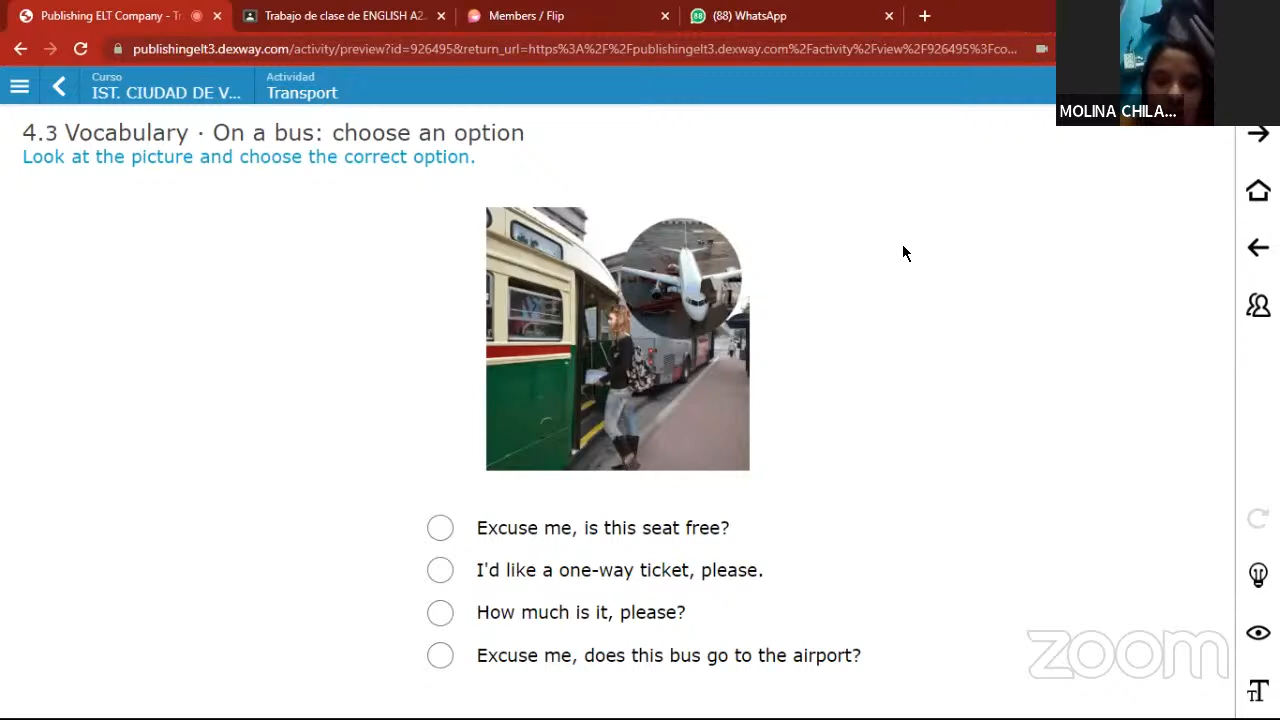 Publishing ELT Company - Tr
Trabajo de clase de ENGLISH A2
Members / Flip
(88) WhatsApp
publishingelt3.dexway.com/activity/preview?id=926495&return_url=https%3A%2F%2Fpublishingelt3.dexway.com%2Factivity%2Fview%2F926495%3Fco...
Curso
IST. CIUDAD DE V...
Actividad
Transport
MOLINA CHILA...
4.3 Vocabulary · On a bus: choose an option
Look at the picture and choose the correct option.
Excuse me, is this seat free?
I'd like a one-way ticket, please.
How much is it, please?
Excuse me, does this bus go to the airport?
zoom